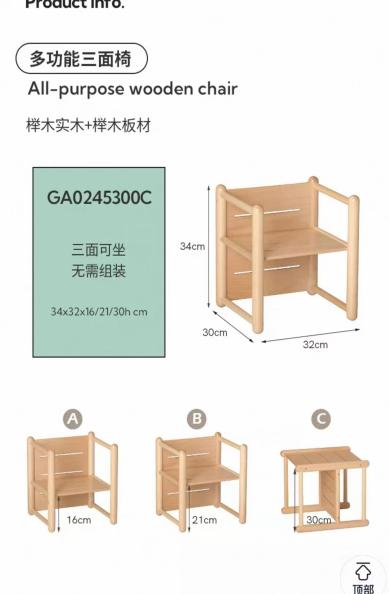 Product info.
多功能三面椅
All-purpose wooden chair
榉木实木+榉木板材
GA0245300C
三面可坐
无需组装
34x32x16/21/30h cm
34cm
30cm
32cm
A
B
C
16cm
21cm
30cm
顶部